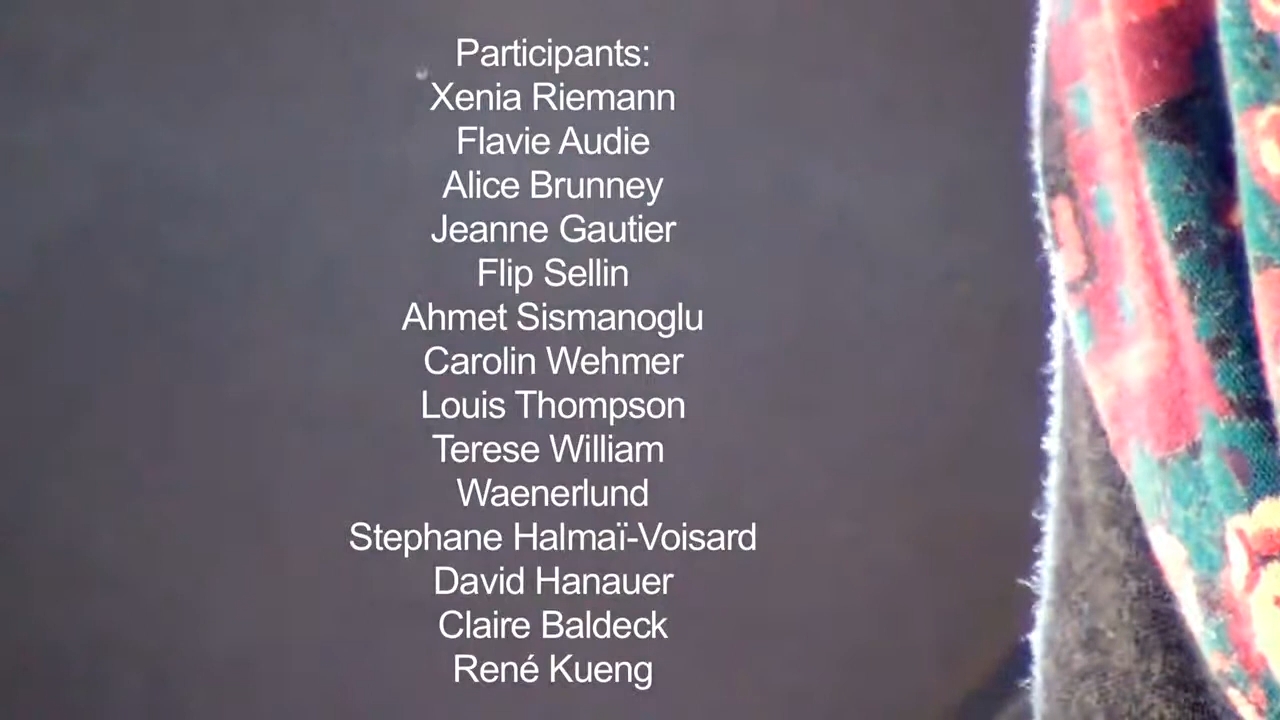 Participants:
Xenia Riemann
Flavie Audie
Alice Brunney
Jeanne Gautier
Flip Sellin
Ahmet Sismanoglu
Carolin Wehmer
Louis Thompson
Terese William
Waenerlund
Stephane Halmaï-Voisard
David Hanauer
Claire Baldeck
René Kueng